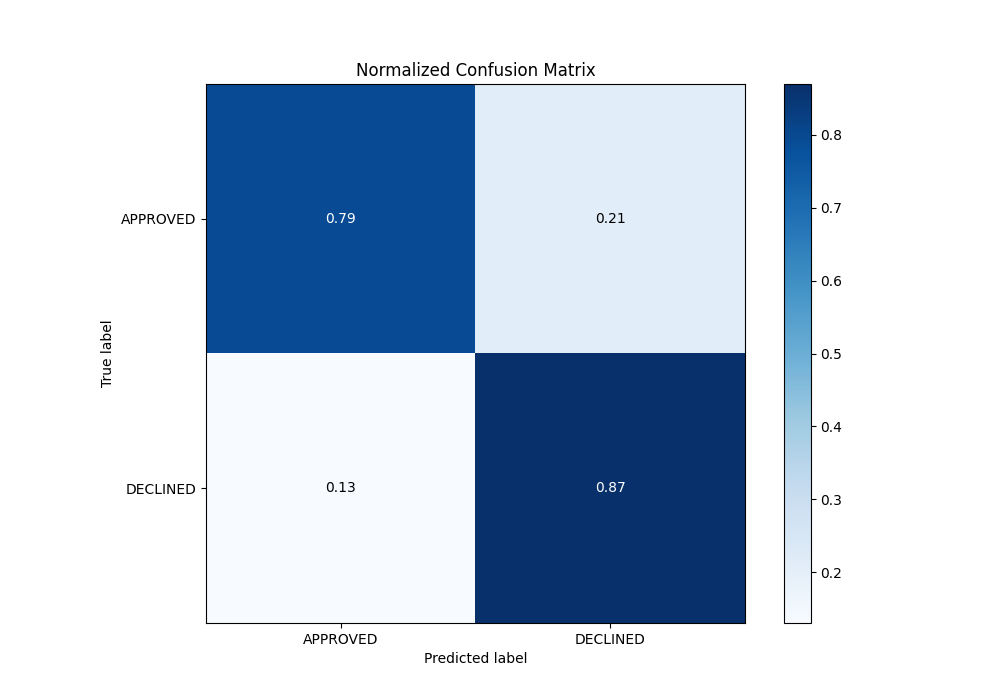 Normalized Confusion Matrix
True label
APPROVED
0.79
0.21
DECLINED
0.13
0.87
APPROVED
DECLINED
Predicted label
0.8
0.7
0.6
0.5
0.4
0.3
0.2